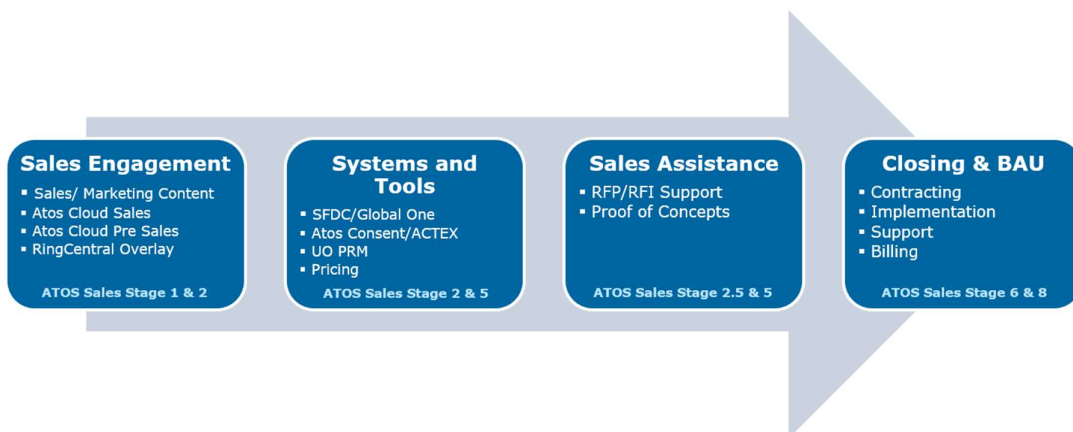 Sales Engagement
▪ Sales/ Marketing Content
▪ Atos Cloud Sales
▪ Atos Cloud Pre Sales
▪ RingCentral Overlay
ATOS Sales Stage 1 & 2
Systems and
Tools
▪ SFDC/Global One
▪ Atos Consent/ACTEX
▪ UO PRM
▪ Pricing
ATOS Sales Stage 2 & 5
Sales Assistance
▪ RFP/RFI Support
▪ Proof of Concepts
ATOS Sales Stage 2.5 & 5
Closing & BAU
▪ Contracting
▪ Implementation
▪ Support
▪ Billing
ATOS Sales Stage 6 & 8